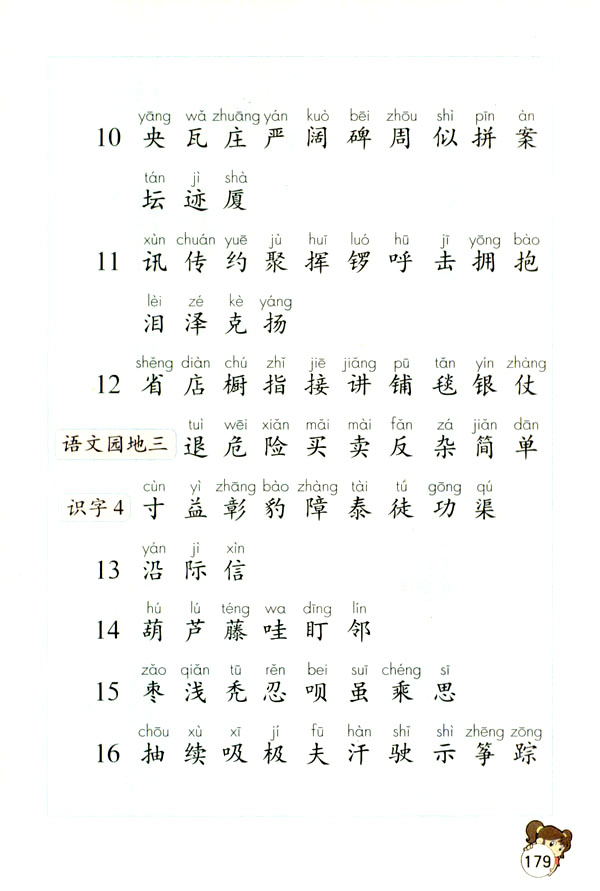 yāng wǎ zhuāng yán kuò bēi zhōu shì pīn àn
10 央 瓦 庄 严 阔 碑 周 似 拼 案
tán jì shà
坛 迹 厦
xùn chuán yuē jù huī luó hū jī yōng bào
11 讯 传 约 聚 挥 锣 呼 击 拥 抱
lèi zé kè yáng
泪 泽 克 扬
shěng diàn chú zhǐ jiē jiǎng pū tǎn yín zhàng
12 省 店 橱 指 接 讲 铺 毯 银 仗
tuì wēi xiǎn mǎi mài fǎn zá jiǎn dān
语文园地三 退 危 险 买 卖 反 杂 简 单
cùn yì zhāng bào zhàng tài tú gōng qú
识字4 寸 益 彰 豹 障 泰 徒 功 渠
yán jì xìn
13 沿 际 信
hú lú téng wa dīng lín
14 葫 芦 藤 哇 盯 邻
zǎo qiǎn tū rěn bei suī chéng sī
15 枣 浅 秃 忍 呗 虽 乘 思
chōu xù xī jí fū hàn shǐ shì zhēng zōng
16 抽 续 吸 极 夫 汗 驶 示 筝 踪
179